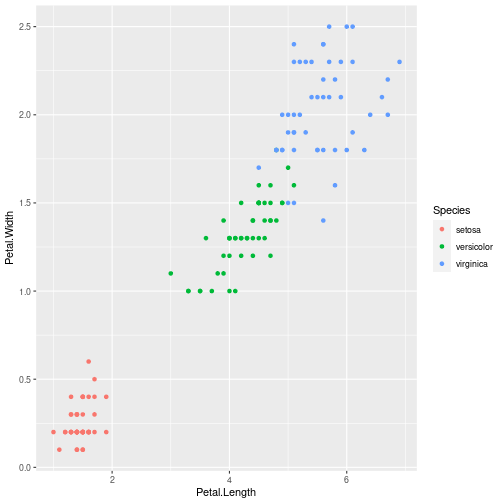 2.5
2.0
1.5
1.0
0.5
0.0
Petal.Width
2 4 6
Petal.Length
Species
setosa
versicolor
virginica